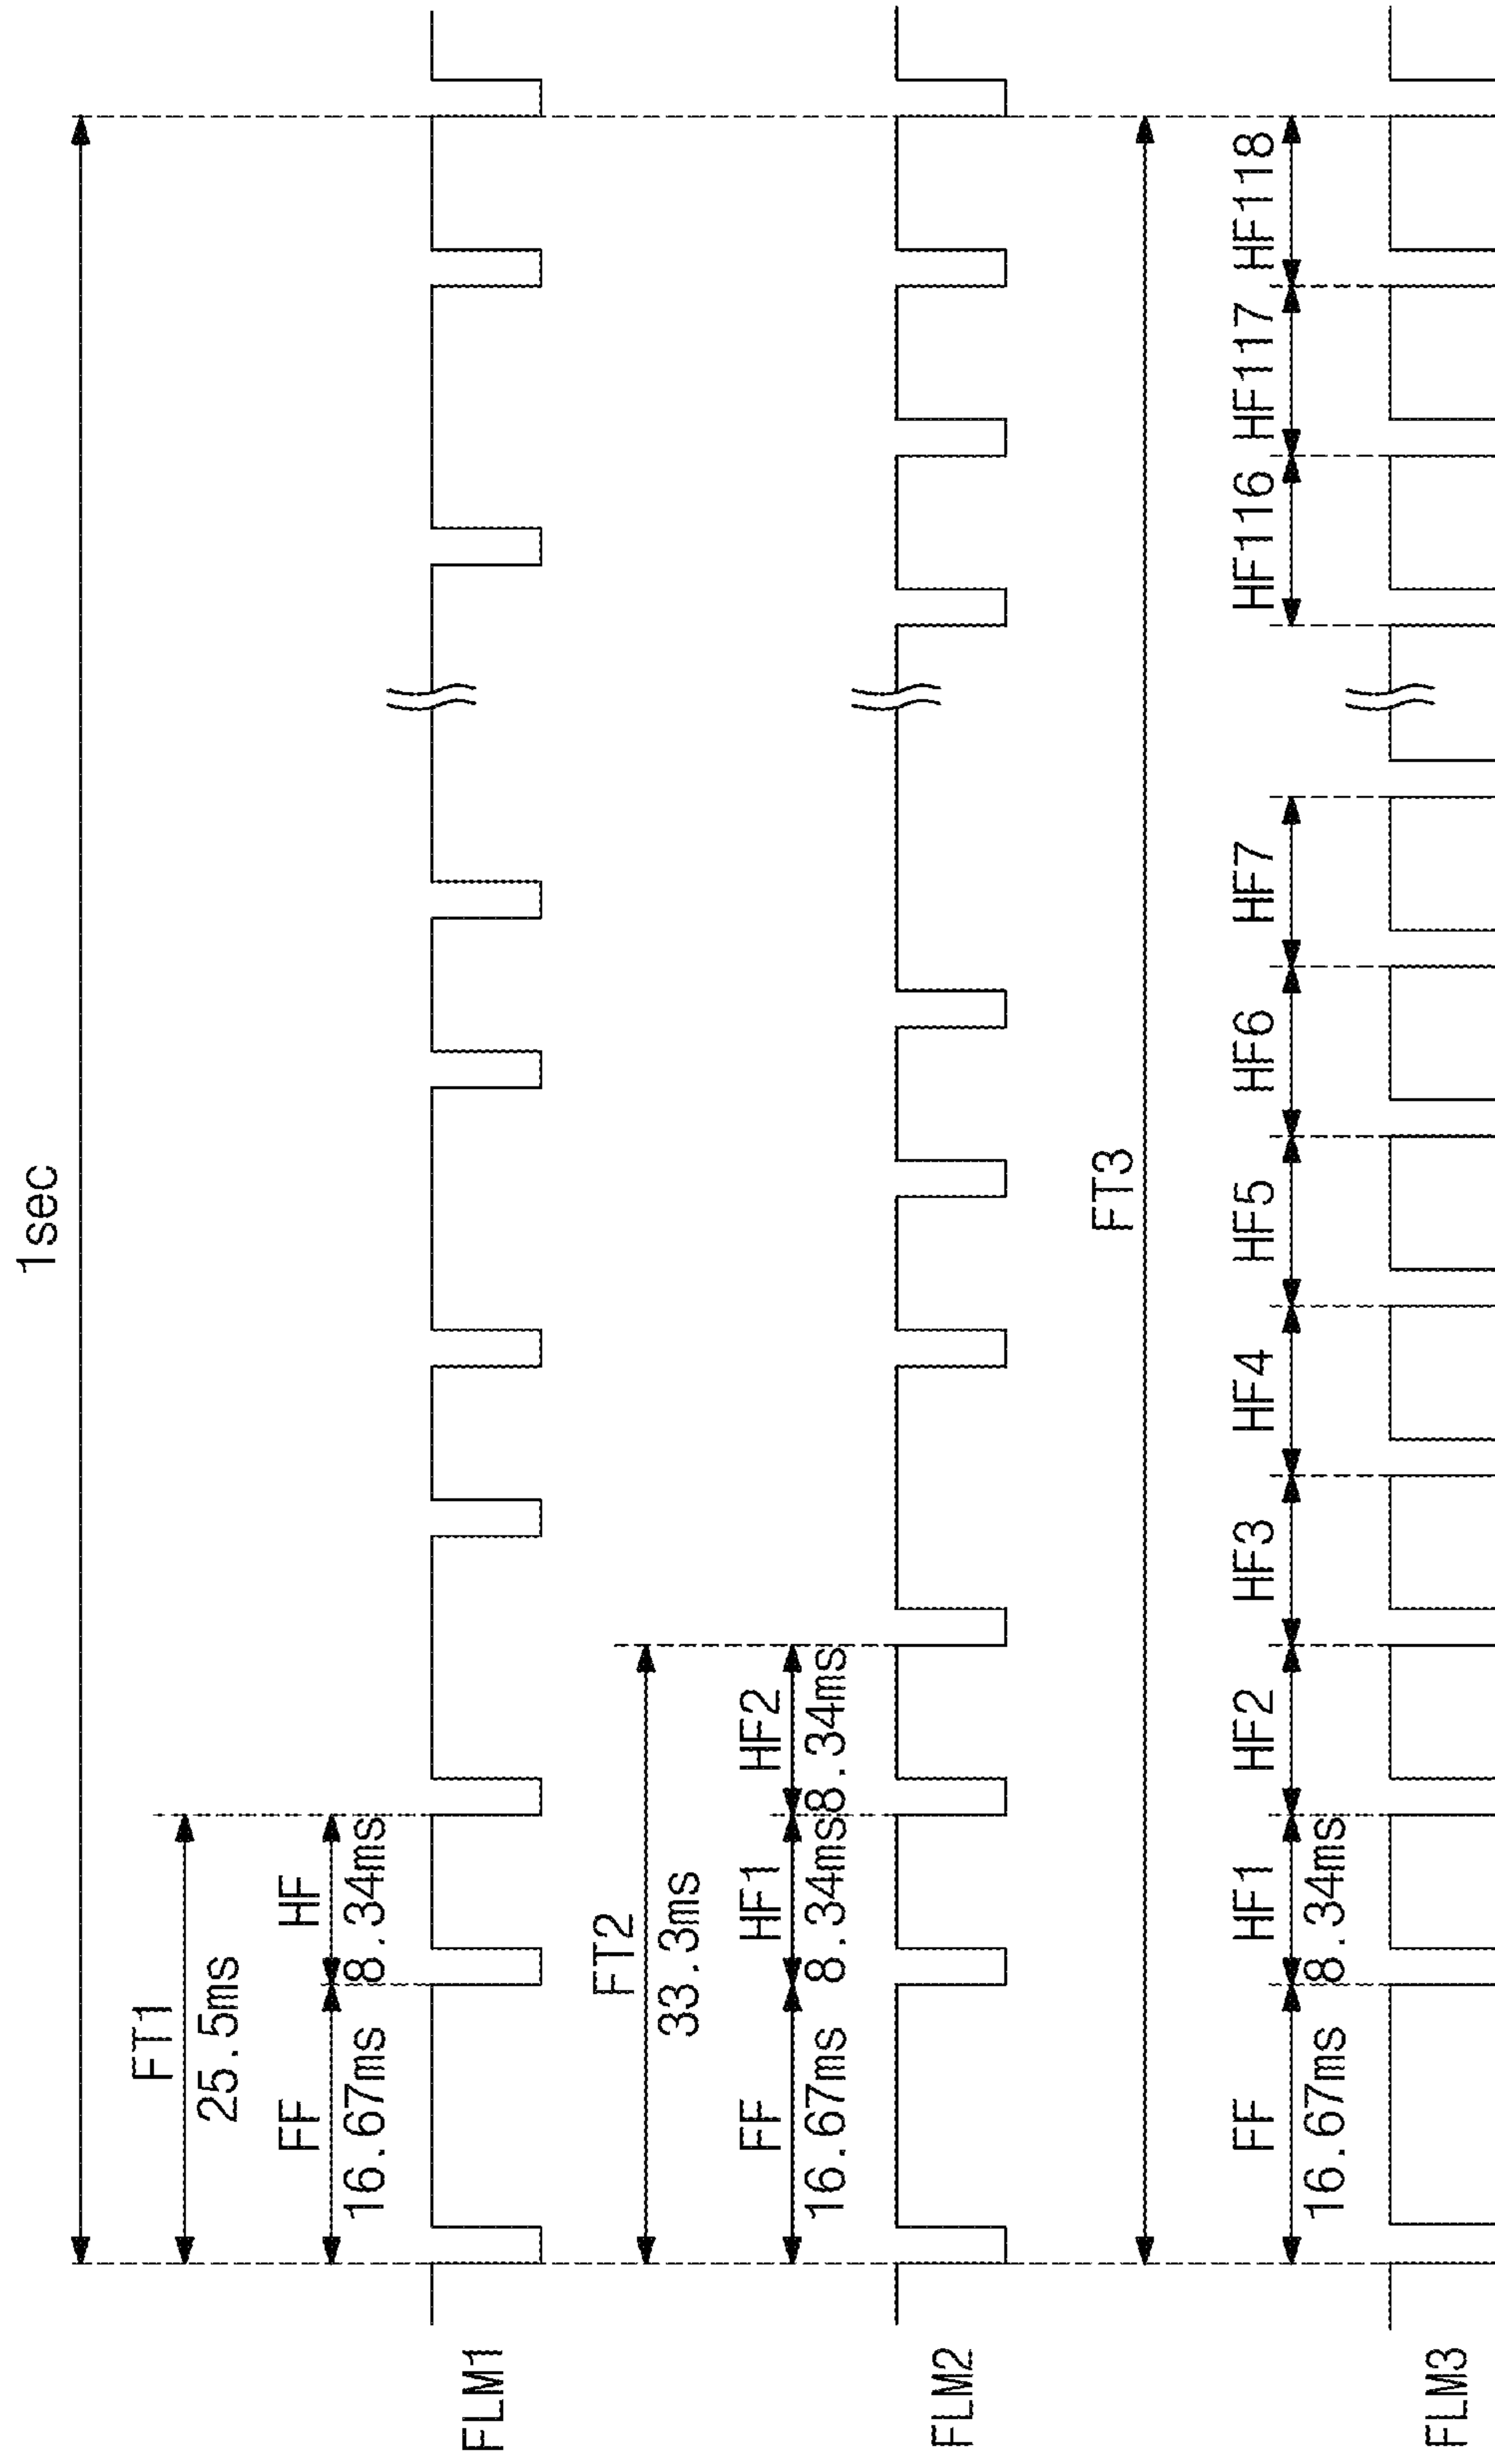 1sec
FT1
25.5ms
FF
HF
16.67ms
8.34ms
FLM1
FT2
33.3ms
FF
HF1
HF2
16.67ms
8.34ms
8.34ms
FLM2
FT3
FF
HF1
HF2
HF3
HF4
HF5
HF6
HF7
HF116
HF117
HF118
16.67ms
8.34ms
FLM3